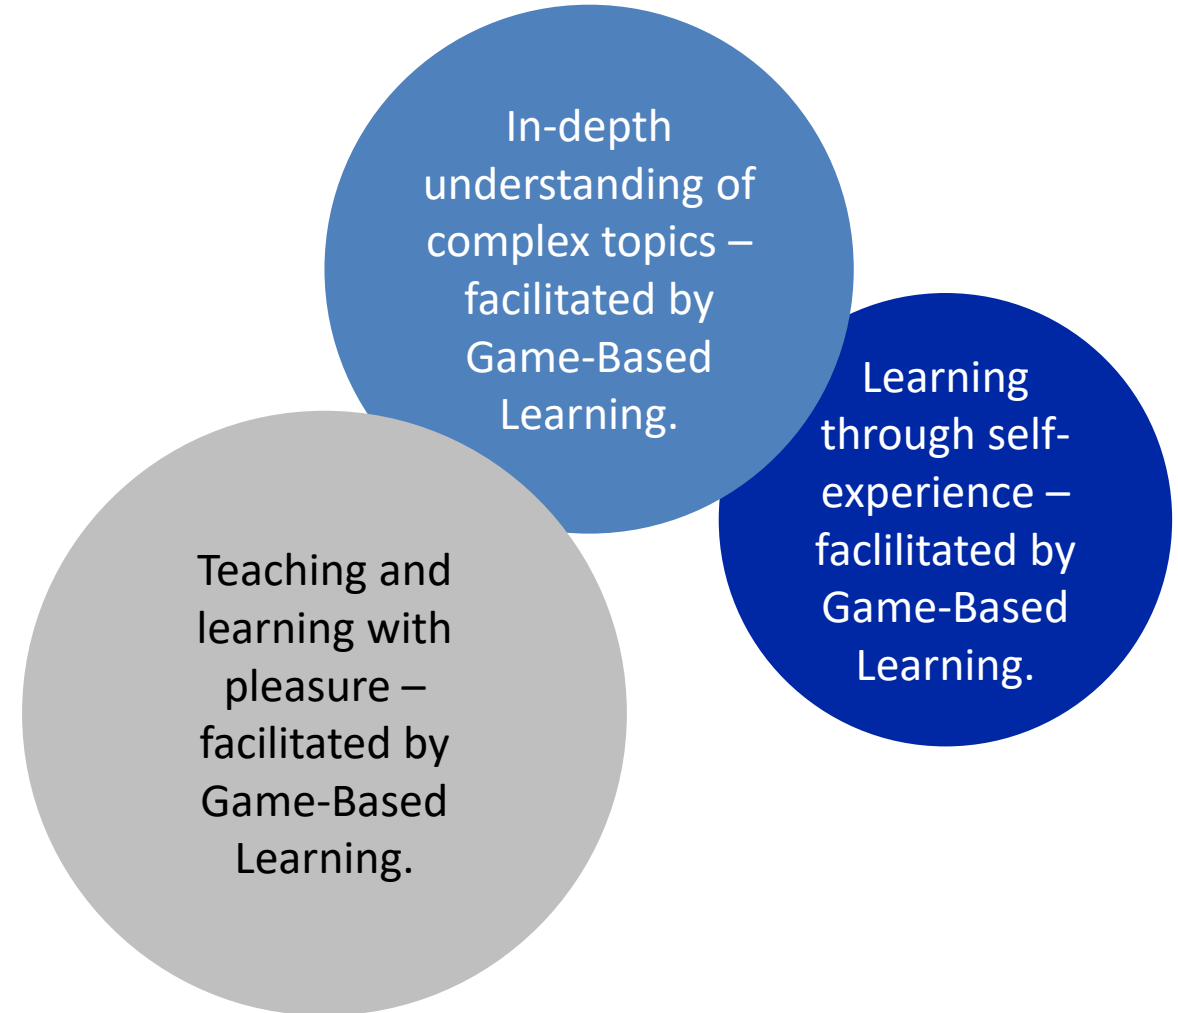 In-depth
understanding of
complex topics –
facilitated by
Game-Based
Learning.
Learning
through self-
experience –
faclilitated by
Game-Based
Learning.
Teaching and
learning with
pleasure –
facilitated by
Game-Based
Learning.